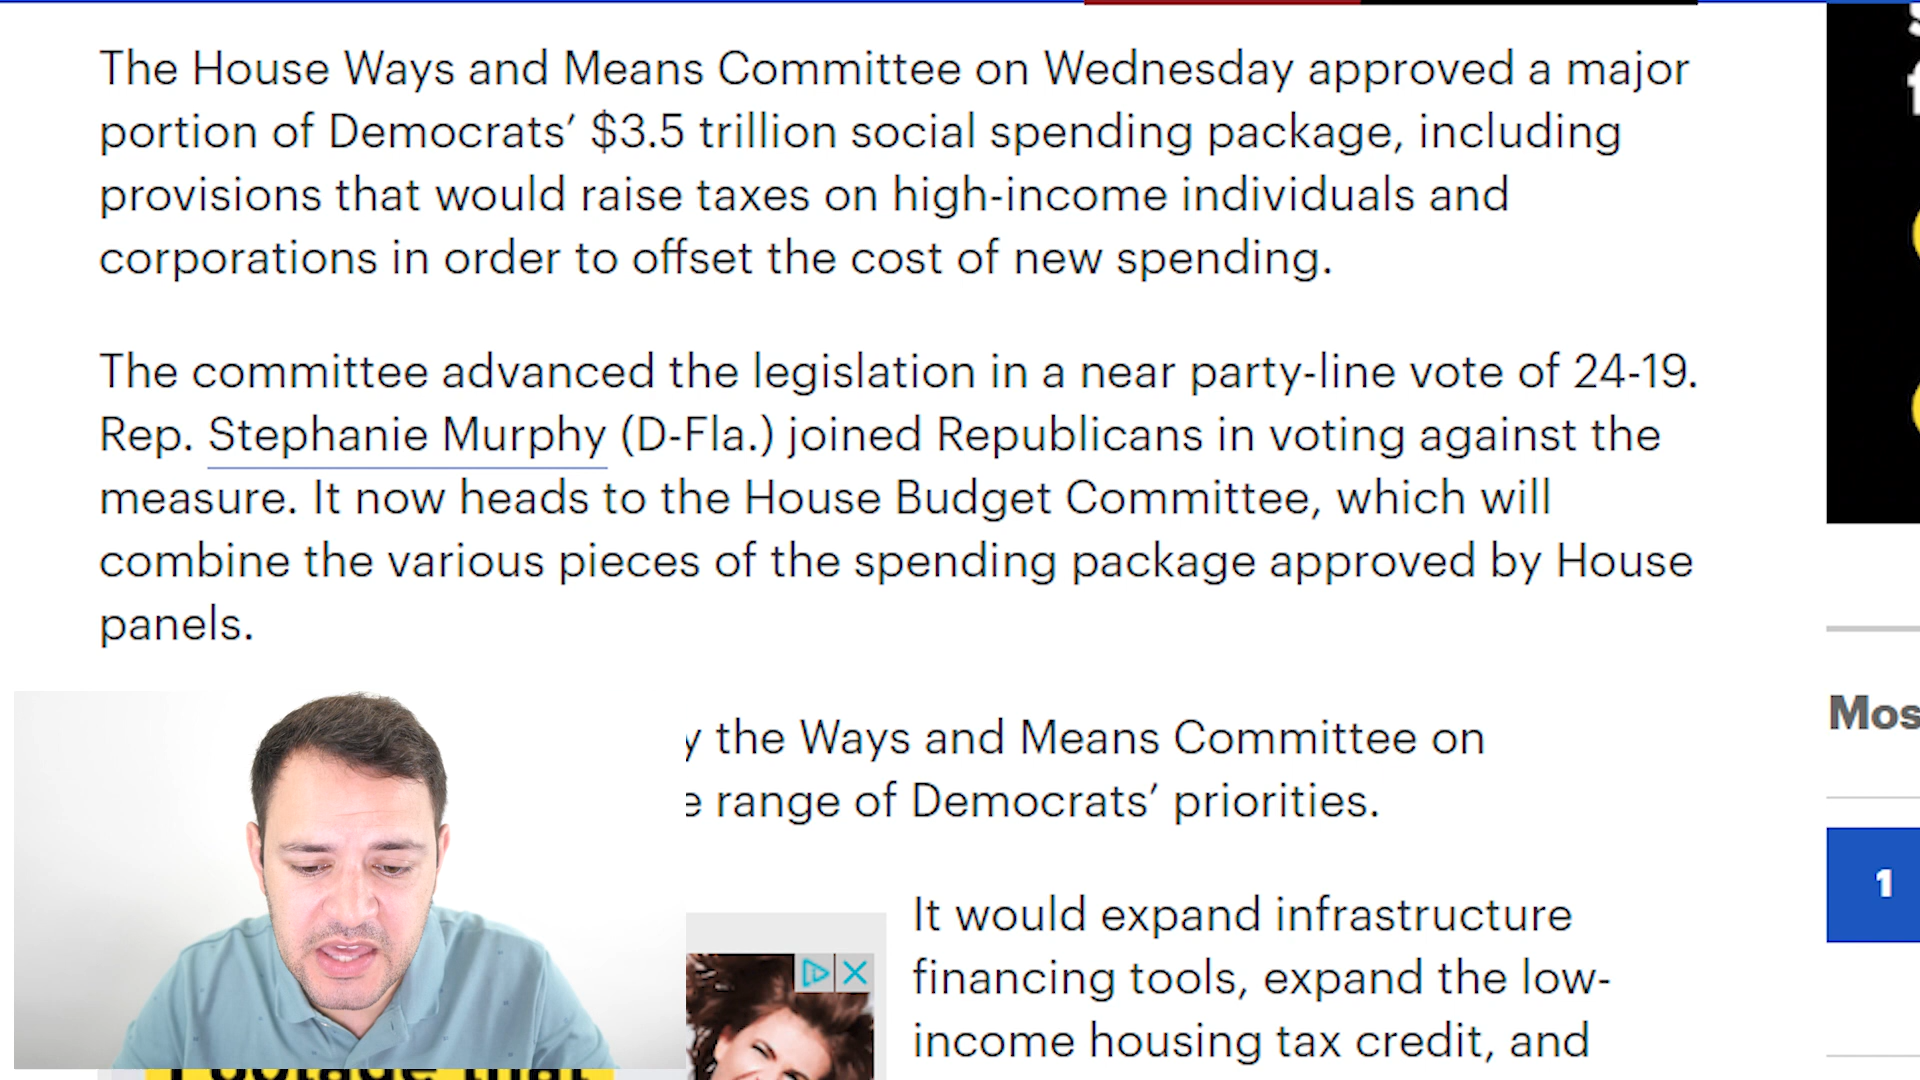 The House Ways and Means Committee on Wednesday approved a major
portion of Democrats’ $3.5 trillion social spending package, including
provisions that would raise taxes on high-income individuals and
corporations in order to offset the cost of new spending.
The committee advanced the legislation in a near party-line vote of 24-19.
Rep. Stephanie Murphy (D-Fla.) joined Republicans in voting against the
measure. It now heads to the House Budget Committee, which will
combine the various pieces of the spending package approved by House
panels.
the Ways and Means Committee on
range of Democrats’ priorities.
It would expand infrastructure
financing tools, expand the low-
income housing tax credit, and
Mos
1